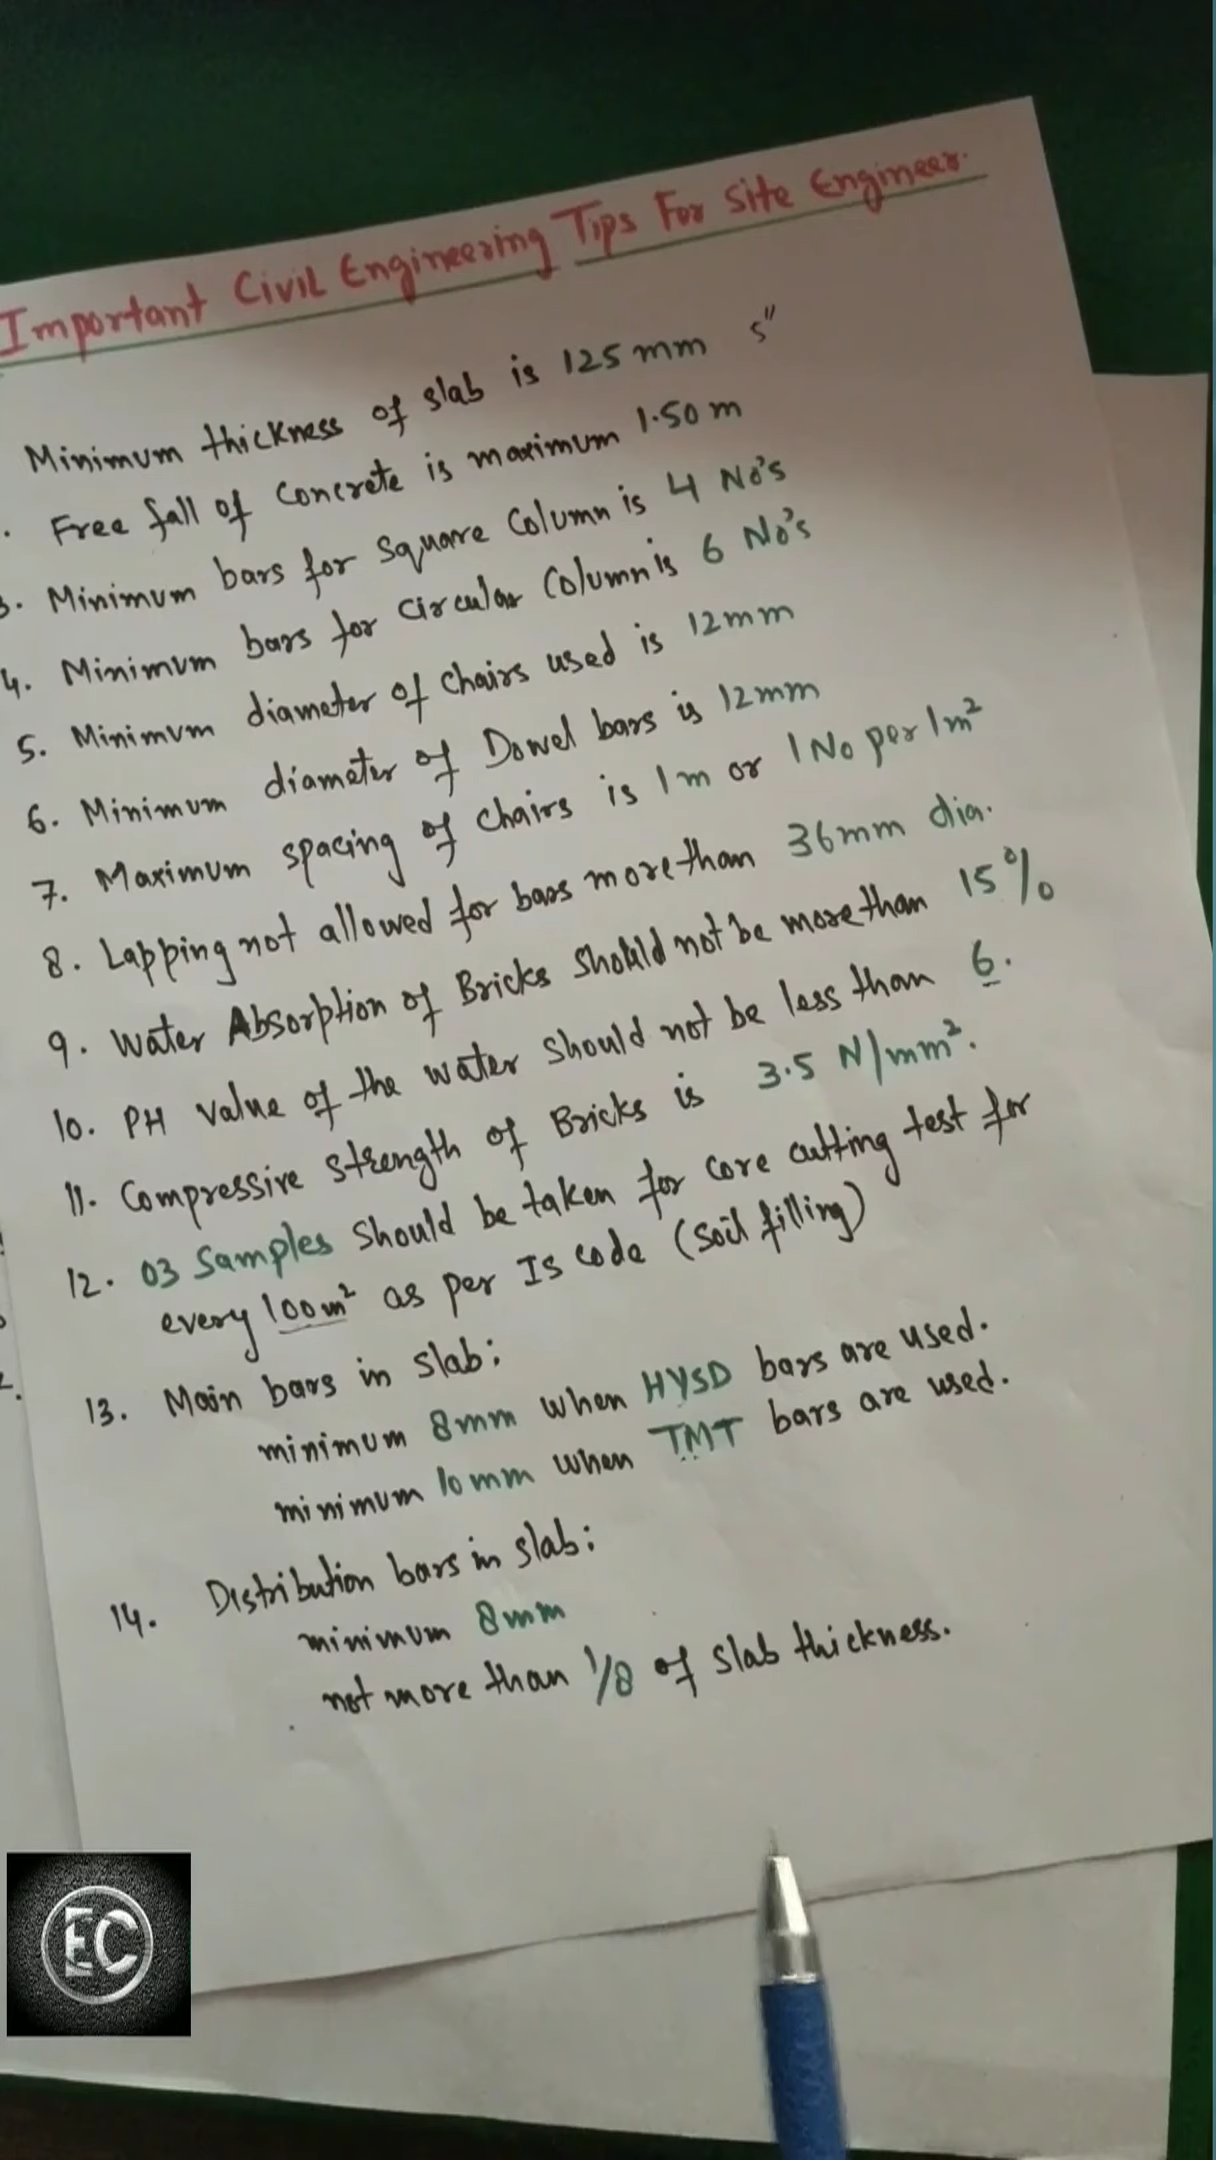 Important Civil Engineering Tips For Site Engineer.
Minimum thickness of slab is 125 mm 5"
. Free fall of concrete is maximum 1.50 m
3. Minimum bars for square Column is 4 No's
4. Minimum bars for circular Column is 6 No's
5. Minimum diameter of chairs used is 12mm
6. Minimum diameter of Dowel bars is 12mm
7. Maximum spacing of chairs is 1m or 1 No per 1m²
8. Lapping not allowed for bars more than 36mm dia.
9. Water Absorption of Bricks should not be more than 15%
10. PH value of the water should not be less than 6.
11. Compressive strength of Bricks is 3.5 N/mm².
12. 03 Samples should be taken for core cutting test for
every 100m² as per Is code (soil filling)
13. Main bars in slab:
minimum 8mm when HYSD bars are used.
minimum 10mm when TMT bars are used.
14. Distribution bars in slab:
minimum 8mm
not more than 1/8 of slab thickness.
EC